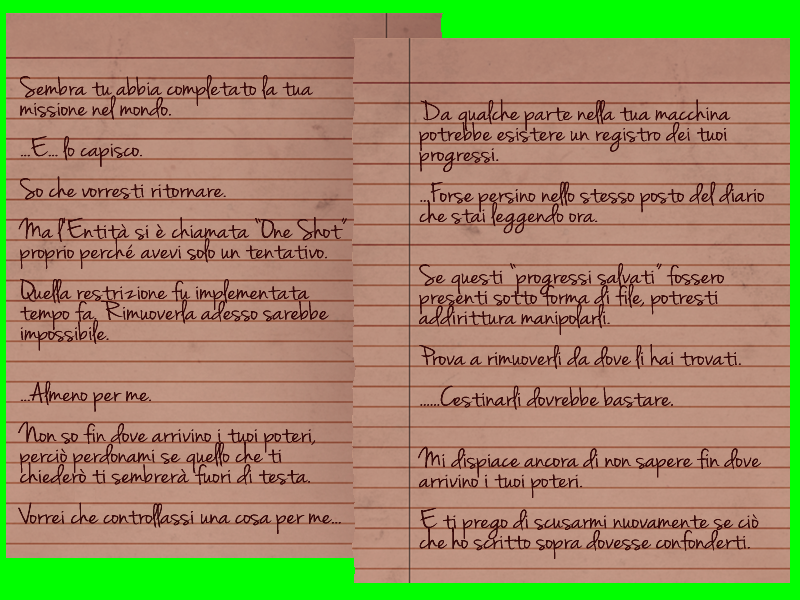 Sembra tu abbia completato la tua
missione nel mondo.
...E... lo capisco.
So che vorresti ritornare.
Ma l'Entità si è chiamata "One Shot"
proprio perché avevi solo un tentativo.
Quella restrizione fu implementata
tempo fa. Rimuoverla adesso sarebbe
impossibile.
...Almeno per me.
Non so fin dove arrivino i tuoi poteri,
perciò perdonami se quello che ti
chiederò ti sembrerà fuori di testa.
Vorrei che controllassi una cosa per me...
Da qualche parte nella tua macchina
potrebbe esistere un registro dei tuoi
progressi.
...Forse persino nello stesso posto del diario
che stai leggendo ora.
Se questi "progressi salvati" fossero
presenti sotto forma di file, potresti
addirittura manipolarli.
Prova a rimuoverli da dove li hai trovati.
......Cestinarli dovrebbe bastare.
Mi dispiace ancora di non sapere fin dove
arrivino i tuoi poteri.
E ti prego di scusarmi nuovamente se ciò
che ho scritto sopra dovesse confonderti.